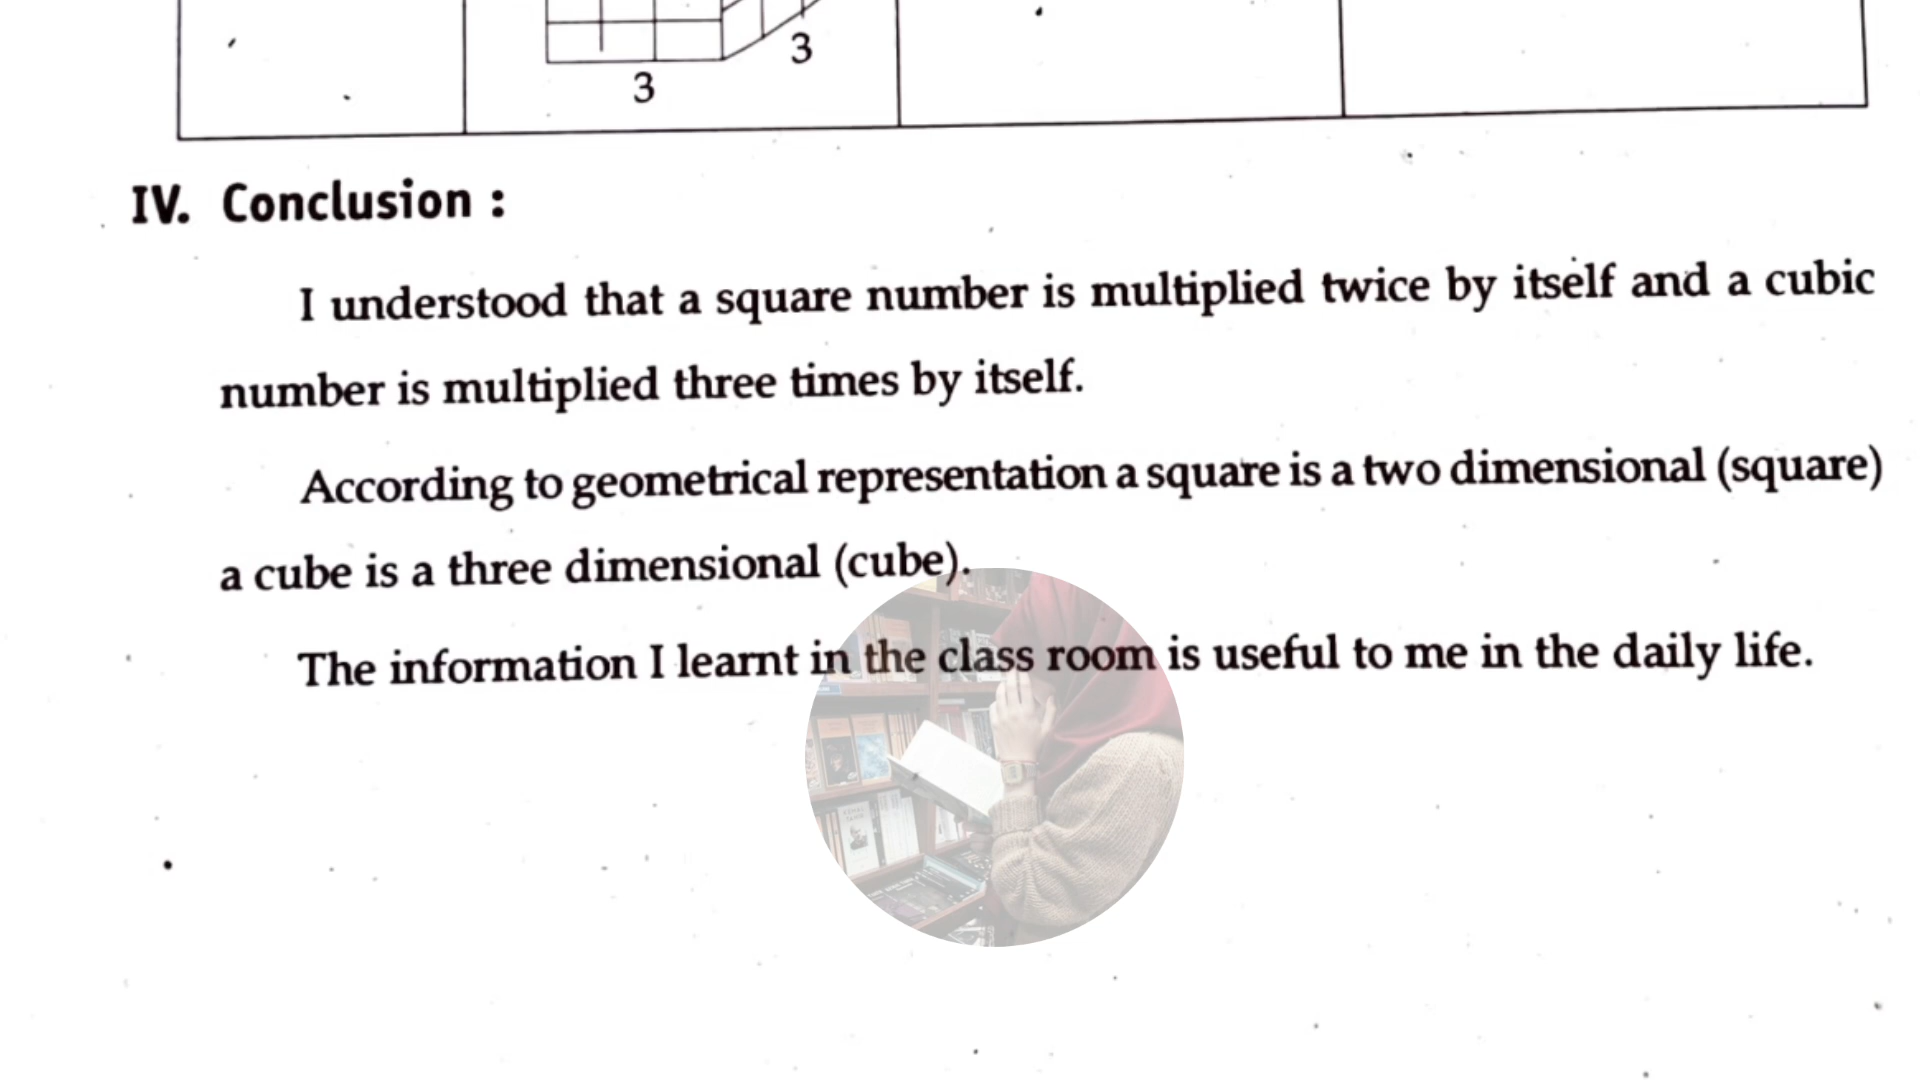 3
3
IV. Conclusion :
I understood that a square number is multiplied twice by itself and a cubic
number is multiplied three times by itself.
According to geometrical representation a square is a two dimensional (square)
a cube is a three dimensional (cube).
The information I learnt in the class room is useful to me in the daily life.